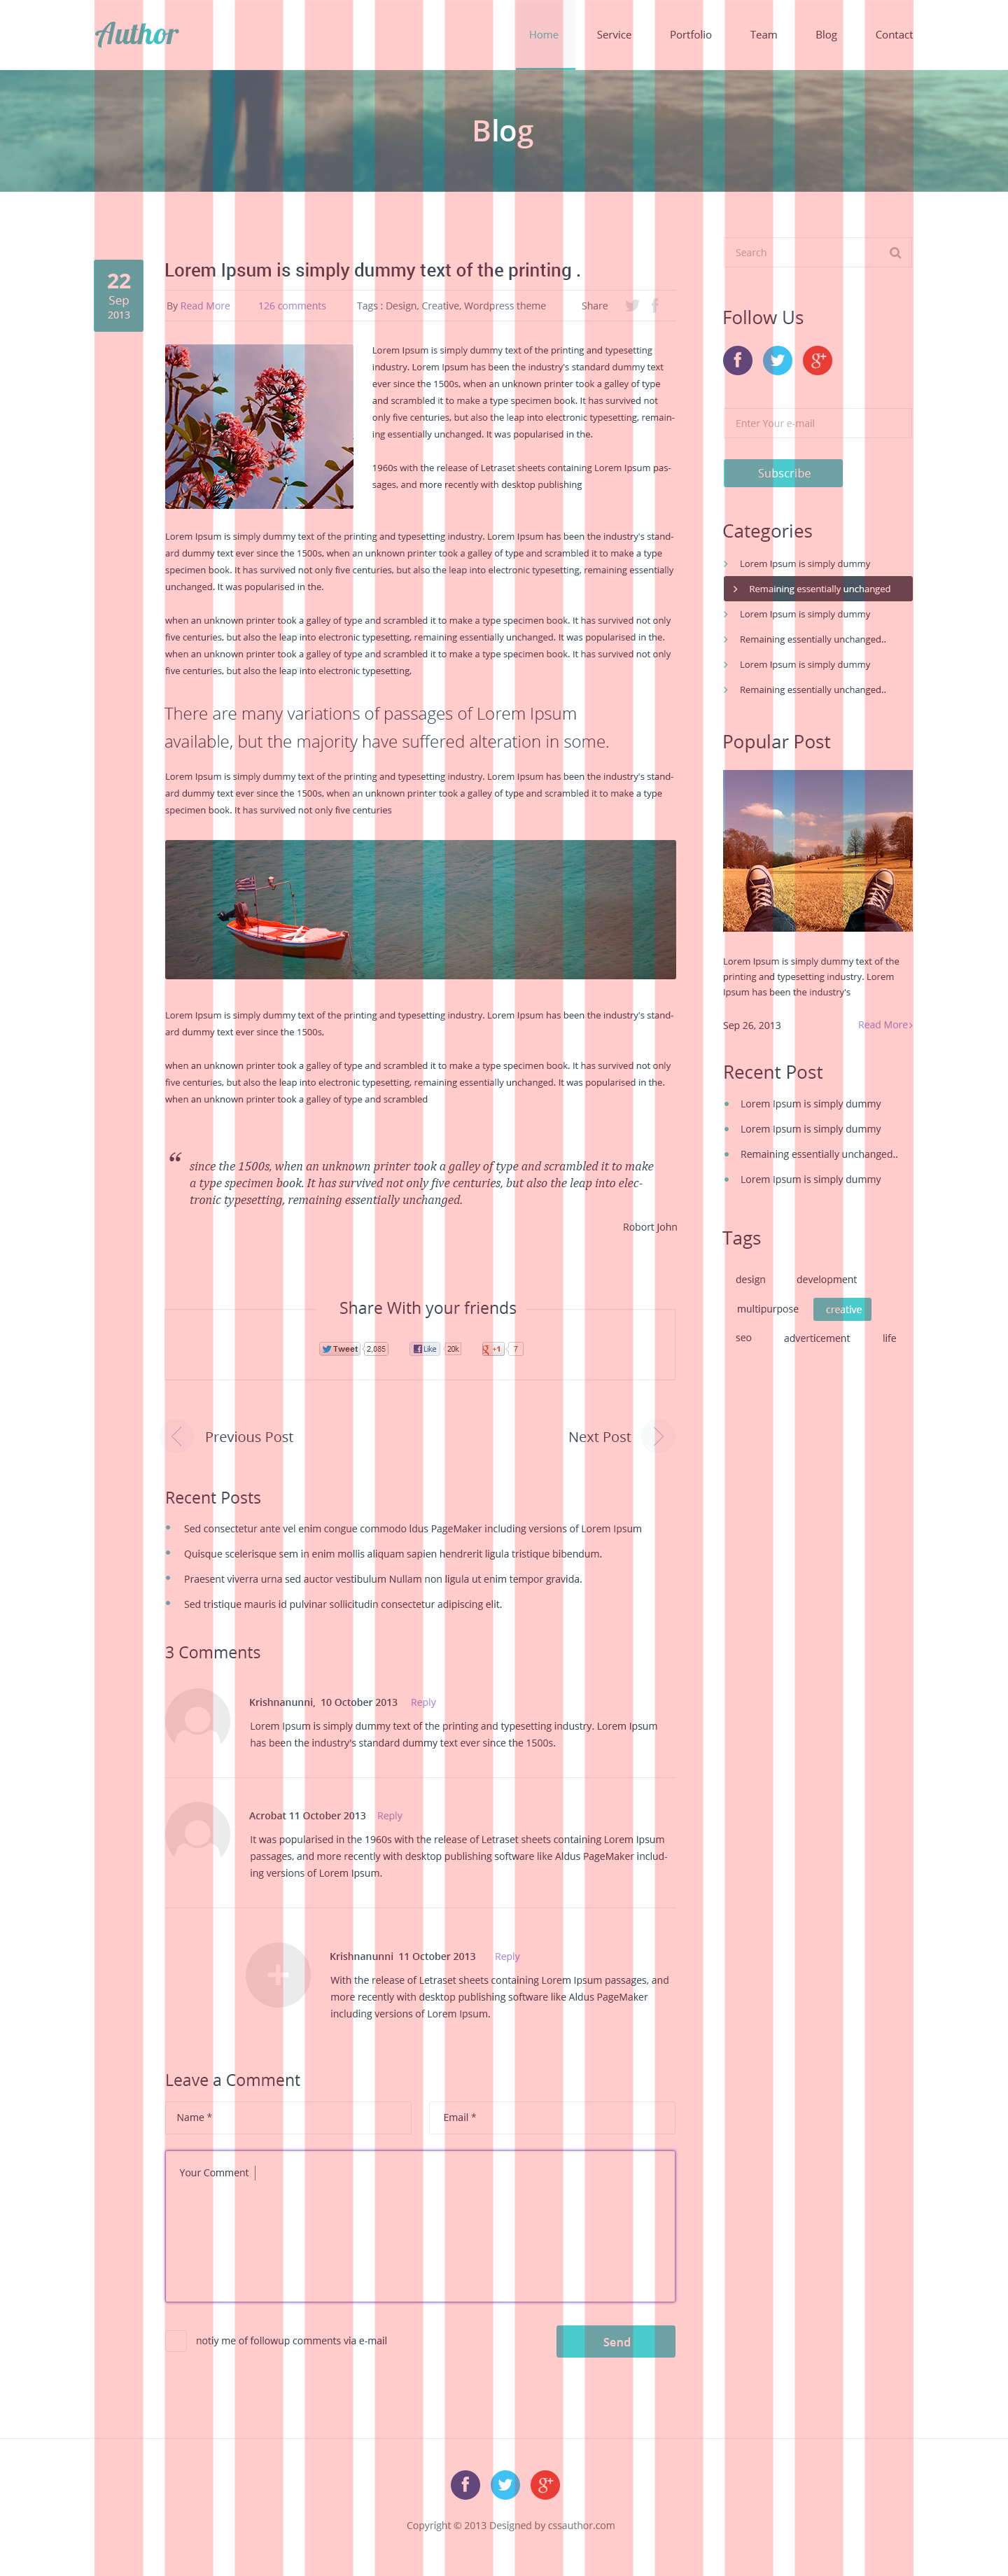 Author
Home Service Portfolio Team Blog Contact
Blog
22
Sep
2013
Lorem Ipsum is simply dummy text of the printing .
By Read More 126 comments Tags : Design, Creative, Wordpress theme Share
Lorem Ipsum is simply dummy text of the printing and typesetting
industry. Lorem Ipsum has been the industry's standard dummy text
ever since the 1500s, when an unknown printer took a galley of type
and scrambled it to make a type specimen book. It has survived not
only five centuries, but also the leap into electronic typesetting, remain-
ing essentially unchanged. It was popularised in the.
1960s with the release of Letraset sheets containing Lorem Ipsum pas-
sages, and more recently with desktop publishing
Lorem Ipsum is simply dummy text of the printing and typesetting industry. Lorem Ipsum has been the industry's stand-
ard dummy text ever since the 1500s, when an unknown printer took a galley of type and scrambled it to make a type
specimen book. It has survived not only five centuries, but also the leap into electronic typesetting, remaining essentially
unchanged. It was popularised in the.
when an unknown printer took a galley of type and scrambled it to make a type specimen book. It has survived not only
five centuries, but also the leap into electronic typesetting, remaining essentially unchanged. It was popularised in the.
when an unknown printer took a galley of type and scrambled it to make a type specimen book. It has survived not only
five centuries, but also the leap into electronic typesetting,
There are many variations of passages of Lorem Ipsum
available, but the majority have suffered alteration in some.
Lorem Ipsum is simply dummy text of the printing and typesetting industry. Lorem Ipsum has been the industry's stand-
ard dummy text ever since the 1500s, when an unknown printer took a galley of type and scrambled it to make a type
specimen book. It has survived not only five centuries
Lorem Ipsum is simply dummy text of the printing and typesetting industry. Lorem Ipsum has been the industry's stand-
ard dummy text ever since the 1500s,
when an unknown printer took a galley of type and scrambled it to make a type specimen book. It has survived not only
five centuries, but also the leap into electronic typesetting, remaining essentially unchanged. It was popularised in the.
when an unknown printer took a galley of type and scrambled
“ since the 1500s, when an unknown printer took a galley of type and scrambled it to make
a type specimen book. It has survived not only five centuries, but also the leap into elec-
tronic typesetting, remaining essentially unchanged.
Robort John
Share With your friends
Tweet 2,085 Like 20k +1 7
Previous Post Next Post
Recent Posts
Sed consectetur ante vel enim congue commodo ldus PageMaker including versions of Lorem Ipsum
Quisque scelerisque sem in enim mollis aliquam sapien hendrerit ligula tristique bibendum.
Praesent viverra urna sed auctor vestibulum Nullam non ligula ut enim tempor gravida.
Sed tristique mauris id pulvinar sollicitudin consectetur adipiscing elit.
3 Comments
Krishnanunni, 10 October 2013 Reply
Lorem Ipsum is simply dummy text of the printing and typesetting industry. Lorem Ipsum
has been the industry's standard dummy text ever since the 1500s.
Acrobat 11 October 2013 Reply
It was popularised in the 1960s with the release of Letraset sheets containing Lorem Ipsum
passages, and more recently with desktop publishing software like Aldus PageMaker includ-
ing versions of Lorem Ipsum.
Krishnanunni 11 October 2013 Reply
With the release of Letraset sheets containing Lorem Ipsum passages, and
more recently with desktop publishing software like Aldus PageMaker
including versions of Lorem Ipsum.
Leave a Comment
Name * Email *
Your Comment
notiy me of followup comments via e-mail
Send
Search
Follow Us
f g+
Enter Your e-mail
Subscribe
Categories
Lorem Ipsum is simply dummy
Remaining essentially unchanged
Lorem Ipsum is simply dummy
Remaining essentially unchanged..
Lorem Ipsum is simply dummy
Remaining essentially unchanged..
Popular Post
Lorem Ipsum is simply dummy text of the
printing and typesetting industry. Lorem
Ipsum has been the industry's
Sep 26, 2013 Read More›
Recent Post
Lorem Ipsum is simply dummy
Lorem Ipsum is simply dummy
Remaining essentially unchanged..
Lorem Ipsum is simply dummy
Tags
design development
multipurpose creative
seo adverticement life
f g+
Copyright © 2013 Designed by cssauthor.com